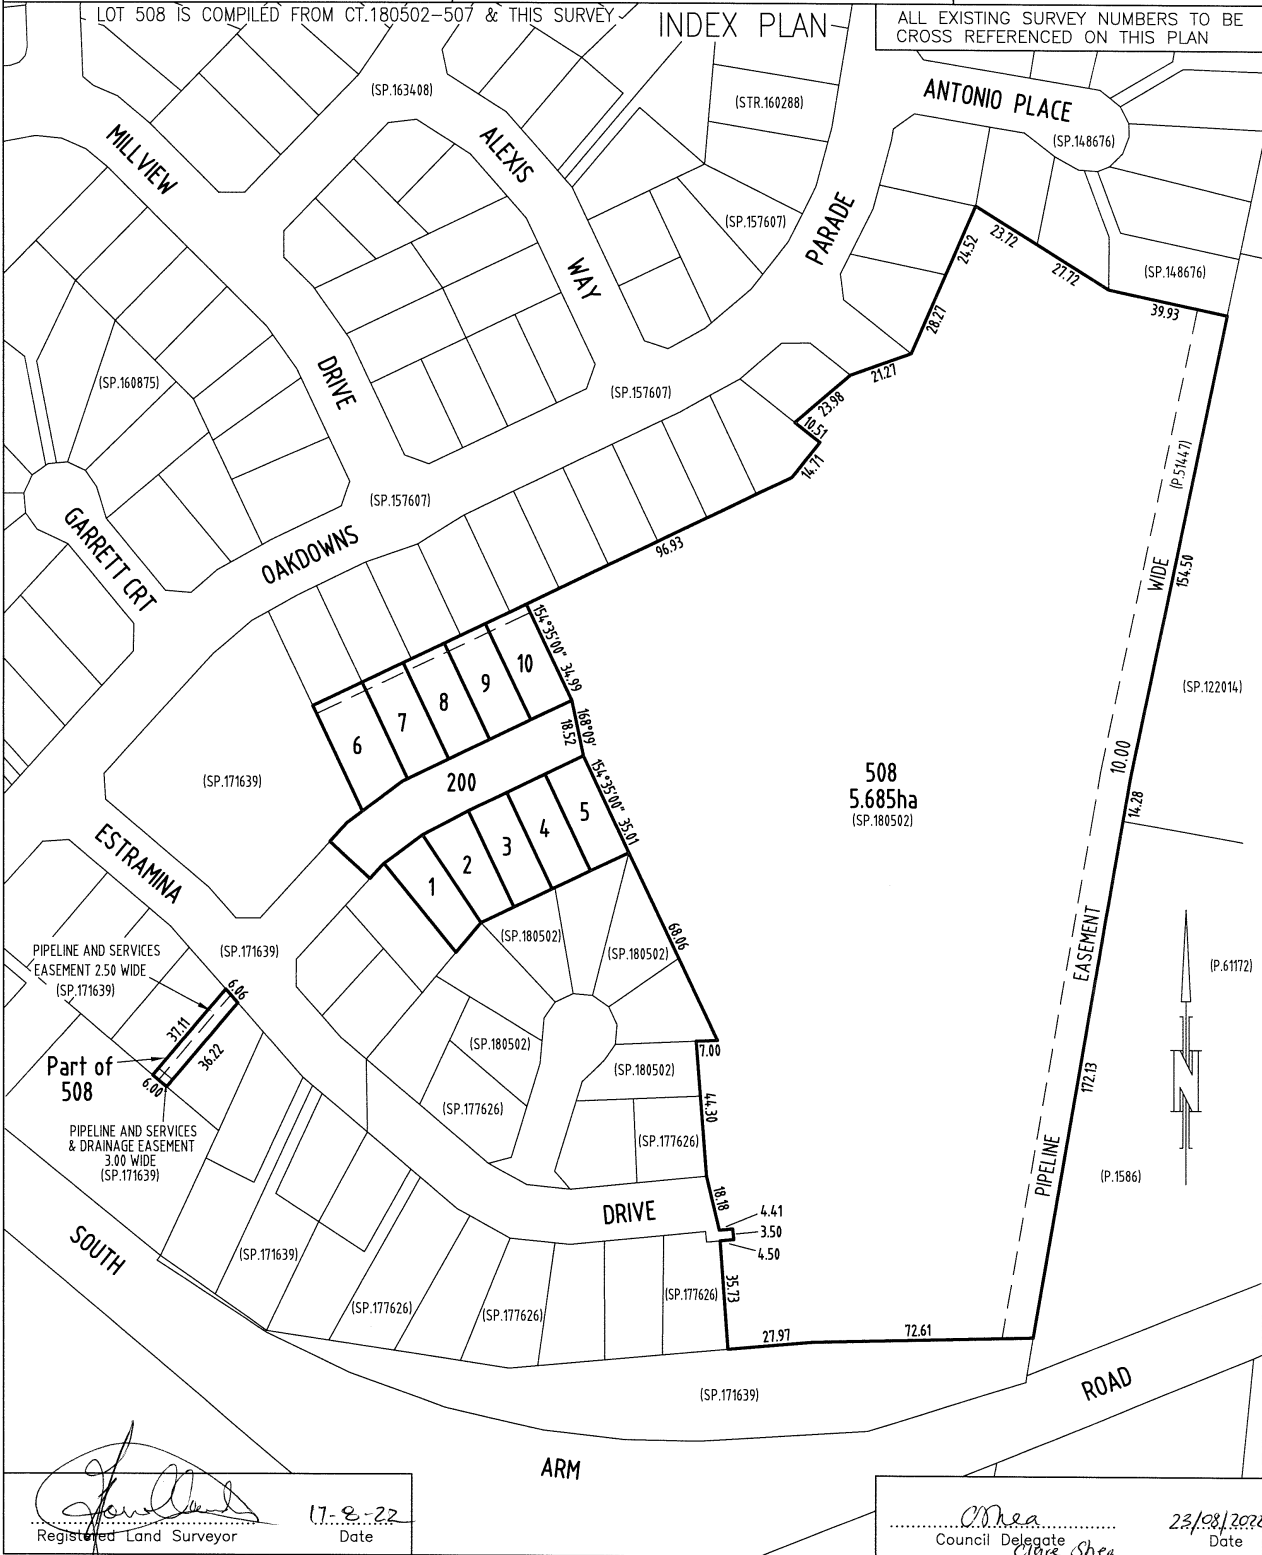 LOT 508 IS COMPILED FROM CT.180502-507 & THIS SURVEY
INDEX PLAN
ALL EXISTING SURVEY NUMBERS TO BE
CROSS REFERENCED ON THIS PLAN
(SP.163408)
(STR.160288)
ANTONIO PLACE
(SP.148676)
MILLVIEW
ALEXIS
(SP.157607)
PARADE
24.52
23.72
27.72
(SP.148676)
WAY
39.93
28.27
DRIVE
(SP.160875)
(SP.157607)
21.27
23.98
10.51
14.71
(P.51447)
(SP.157607)
GARRETT CRT
OAKDOWNS
96.93
WIDE
154.50
154°35'00" 34.99
10
9
8
7
6
168°09'
18.52
(SP.122014)
(SP.171639)
200
154°35'00" 35.01
10.00
508
5.685ha
(SP.180502)
14.28
5
4
3
2
1
ESTRAMINA
EASEMENT
(SP.180502)
(SP.180502)
68.06
(SP.171639)
PIPELINE AND SERVICES
EASEMENT 2.50 WIDE
(SP.171639)
(P.61172)
6.06
37.11
36.22
6.00
Part of
508
(SP.180502)
7.00
(SP.180502)
172.13
44.30
(SP.177626)
(SP.177626)
PIPELINE AND SERVICES
& DRAINAGE EASEMENT
3.00 WIDE
(SP.171639)
PIPELINE
(P.1586)
N
18.18
DRIVE
4.41
3.50
4.50
SOUTH
(SP.171639)
35.73
(SP.177626)
(SP.177626)
(SP.177626)
27.97
72.61
(SP.171639)
ROAD
ARM
17-8-22
Registered Land Surveyor
Date
OShea
23/08/2022
Council Delegate
Date
Clare Shea